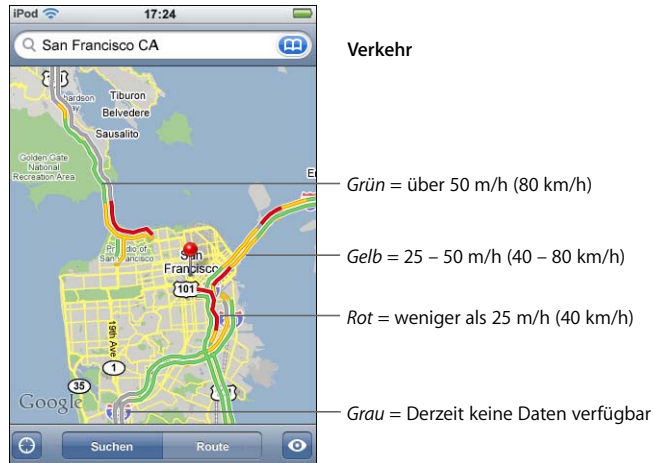 iPod 17:24
San Francisco CA
Verkehr
Tiburon
Belvedere
Sausalito
Golden Gate
National
Recreation Area
Grün = über 50 m/h (80 km/h)
San
Francisco
Gelb = 25 – 50 m/h (40 – 80 km/h)
101
Rot = weniger als 25 m/h (40 km/h)
19th Ave
1
35
Google
Grau = Derzeit keine Daten verfügbar
Suchen Route